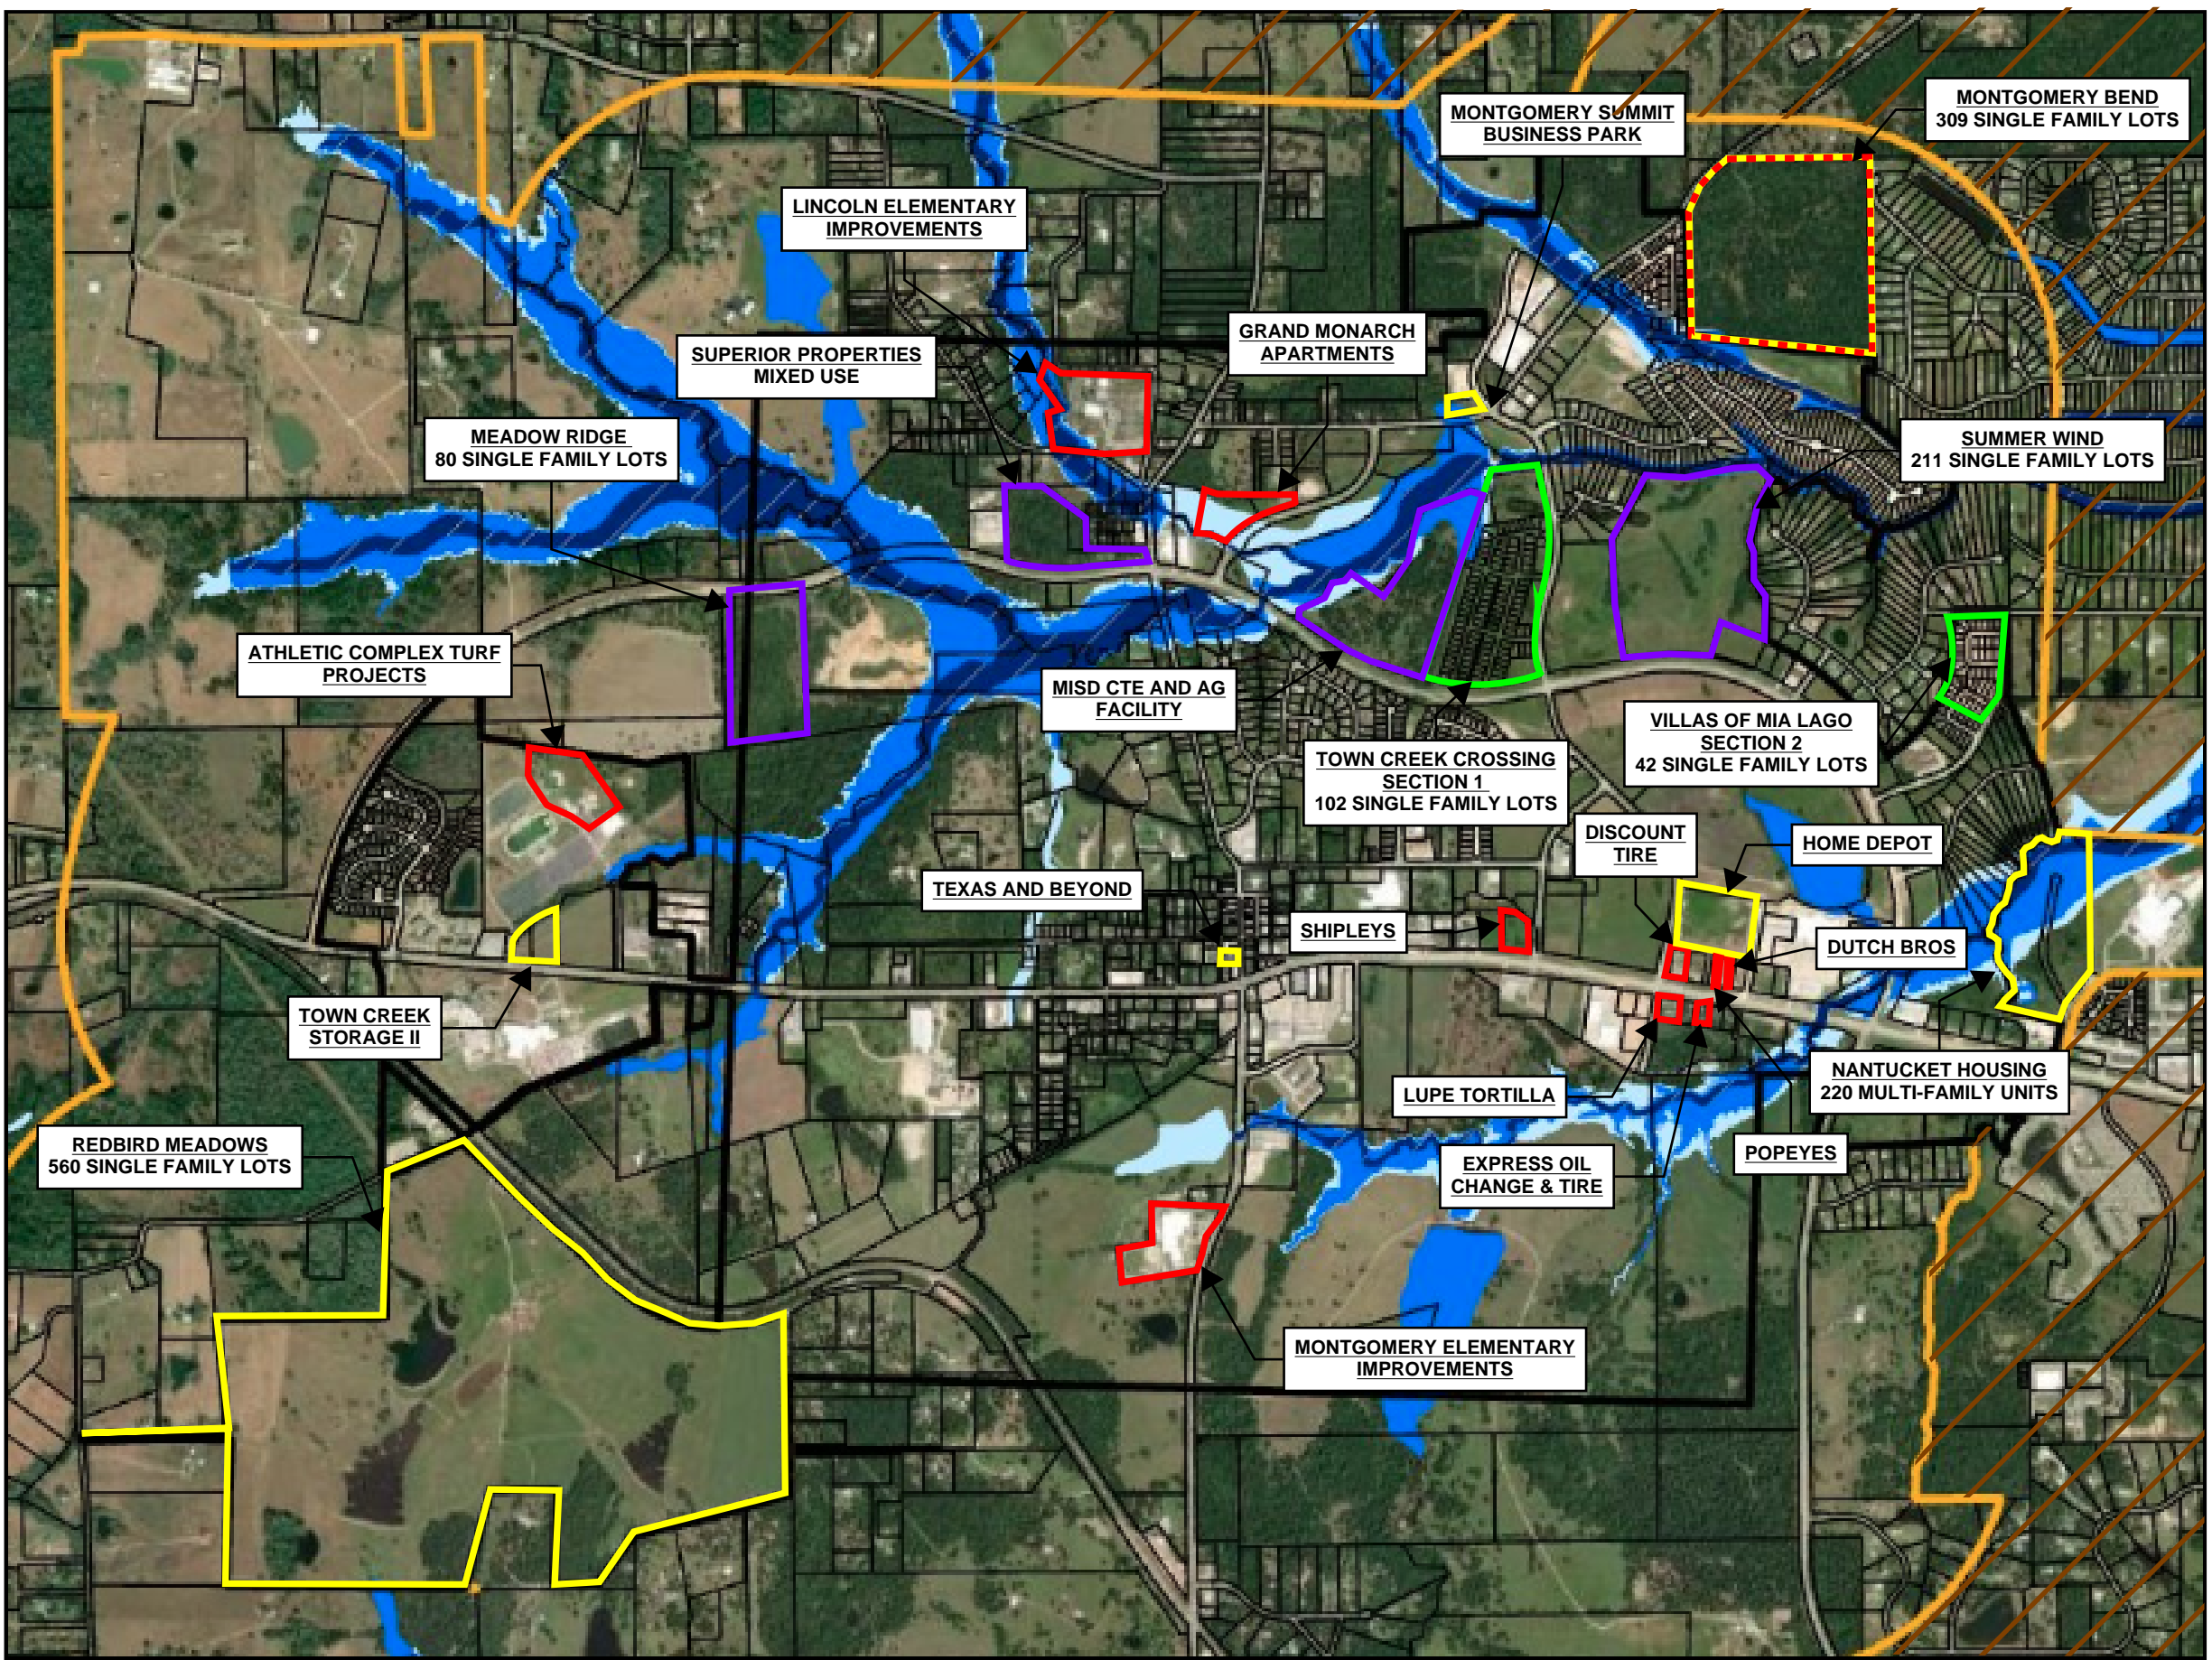 MONTGOMERY BEND
309 SINGLE FAMILY LOTS
MONTGOMERY SUMMIT
BUSINESS PARK
LINCOLN ELEMENTARY
IMPROVEMENTS
GRAND MONARCH
APARTMENTS
SUPERIOR PROPERTIES
MIXED USE
MEADOW RIDGE
80 SINGLE FAMILY LOTS
SUMMER WIND
211 SINGLE FAMILY LOTS
ATHLETIC COMPLEX TURF
PROJECTS
MISD CTE AND AG
FACILITY
VILLAS OF MIA LAGO
SECTION 2
42 SINGLE FAMILY LOTS
TOWN CREEK CROSSING
SECTION 1
102 SINGLE FAMILY LOTS
DISCOUNT
TIRE
HOME DEPOT
TEXAS AND BEYOND
SHIPLEYS
DUTCH BROS
TOWN CREEK
STORAGE II
NANTUCKET HOUSING
220 MULTI-FAMILY UNITS
LUPE TORTILLA
REDBIRD MEADOWS
560 SINGLE FAMILY LOTS
POPEYES
EXPRESS OIL
CHANGE & TIRE
MONTGOMERY ELEMENTARY
IMPROVEMENTS